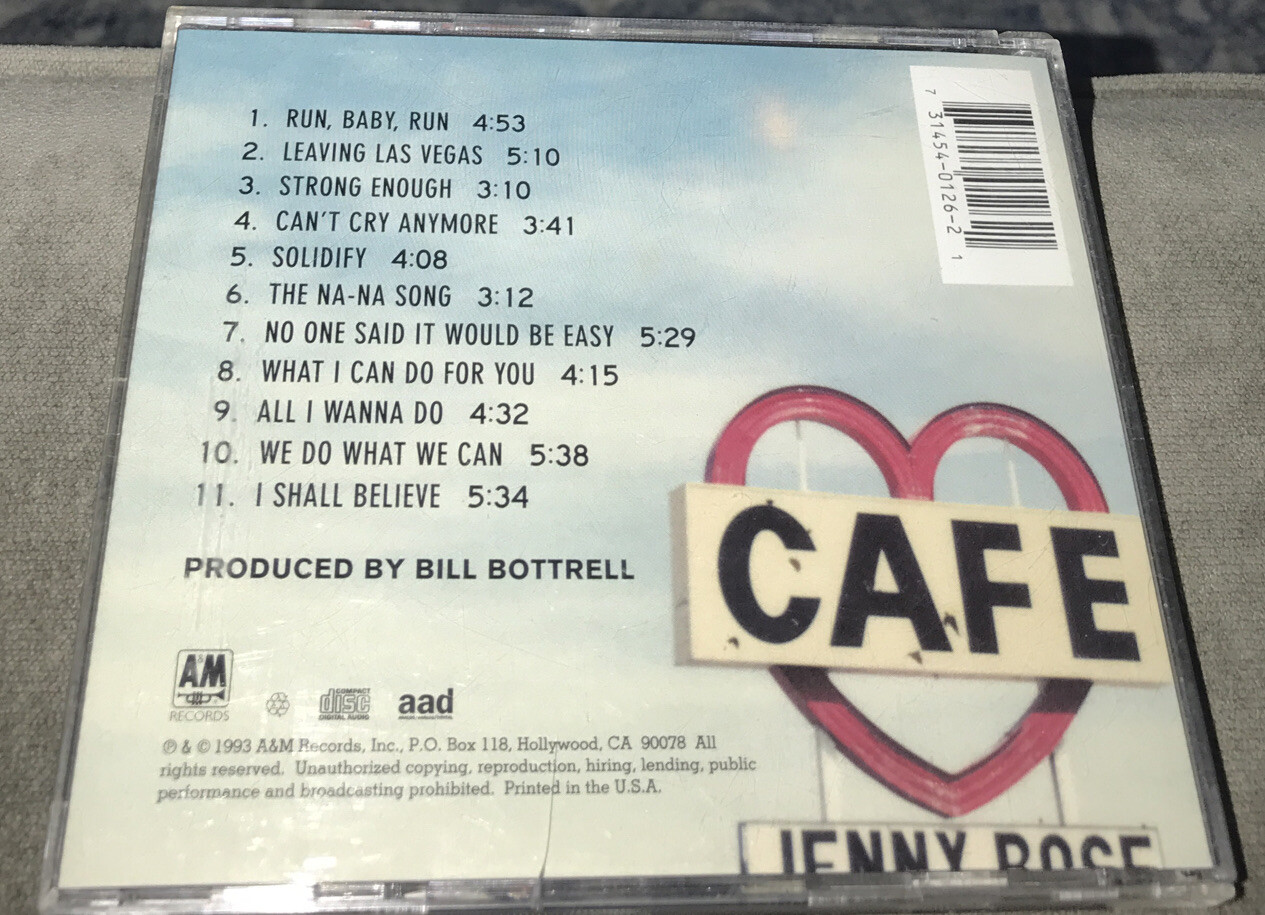 1. RUN, BABY, RUN 4:53
2. LEAVING LAS VEGAS 5:10
3. STRONG ENOUGH 3:10
4. CAN'T CRY ANYMORE 3:41
5. SOLIDIFY 4:08
6. THE NA-NA SONG 3:12
7. NO ONE SAID IT WOULD BE EASY 5:29
8. WHAT I CAN DO FOR YOU 4:15
9. ALL I WANNA DO 4:32
10. WE DO WHAT WE CAN 5:38
11. I SHALL BELIEVE 5:34
PRODUCED BY BILL BOTTRELL
7 31454-0126-2 1
CAFE
JENNY ROSE
A&M
RECORDS
COMPACT
disc
DIGITAL AUDIO
aad
℗ & © 1993 A&M Records, Inc., P.O. Box 118, Hollywood, CA 90078 All
rights reserved. Unauthorized copying, reproduction, hiring, lending, public
performance and broadcasting prohibited. Printed in the U.S.A.